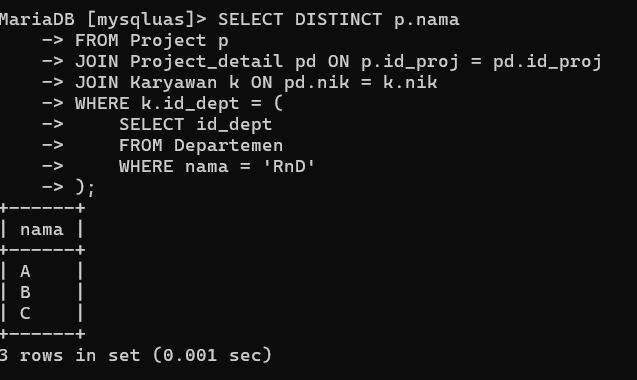 MariaDB [mysqluas]> SELECT DISTINCT p.nama
    -> FROM Project p
    -> JOIN Project_detail pd ON p.id_proj = pd.id_proj
    -> JOIN Karyawan k ON pd.nik = k.nik
    -> WHERE k.id_dept = (
    ->     SELECT id_dept
    ->     FROM Departemen
    ->     WHERE nama = 'RnD'
    -> );
+------+
| nama |
+------+
| A    |
| B    |
| C    |
+------+
3 rows in set (0.001 sec)